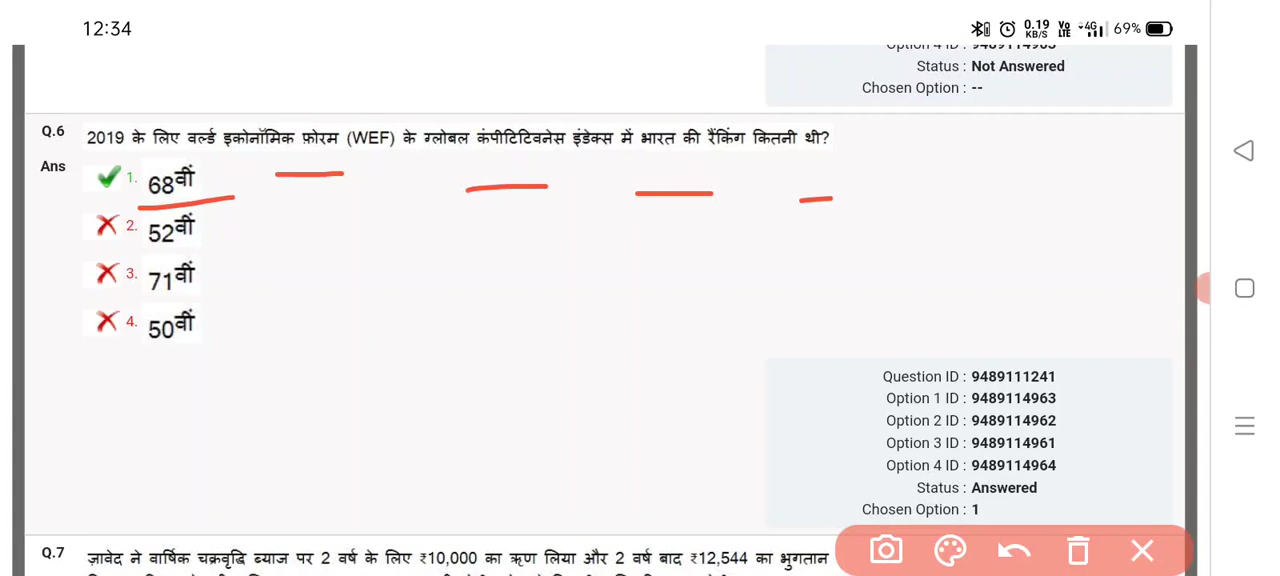 12:34
0.19 KB/S Vo LTE 4G 69%
Status : Not Answered
Chosen Option : --
Q.6 2019 के लिए वर्ल्ड इकोनॉमिक फ़ोरम (WEF) के ग्लोबल कंपीटिटिवनेस इंडेक्स में भारत की रैंकिंग कितनी थी?
Ans 1. 68वीं
2. 52वीं
3. 71वीं
4. 50वीं
Question ID : 9489111241
Option 1 ID : 9489114963
Option 2 ID : 9489114962
Option 3 ID : 9489114961
Option 4 ID : 9489114964
Status : Answered
Chosen Option : 1
Q.7 ज़ावेद ने वार्षिक चक्रवृद्धि ब्याज पर 2 वर्ष के लिए ₹10,000 का ऋण लिया और 2 वर्ष बाद ₹12,544 का भुगतान